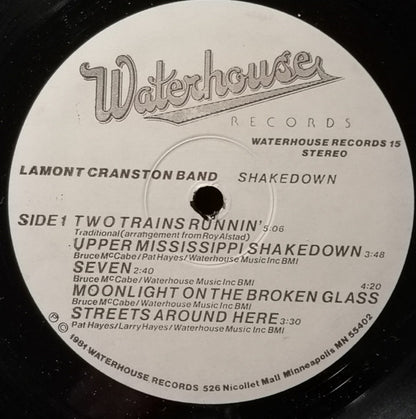 Waterhouse
RECORDS
WATERHOUSE RECORDS 15
STEREO
LAMONT CRANSTON BAND SHAKEDOWN
SIDE 1 TWO TRAINS RUNNIN' 5:06
Traditional (arrangement from Roy Alstad)
UPPER MISSISSIPPI SHAKEDOWN 3:48
Bruce McCabe/Pat Hayes/Waterhouse Music Inc BMI
SEVEN 2:40
Bruce McCabe/Waterhouse Music Inc BMI
MOONLIGHT ON THE BROKEN GLASS 4:20
Bruce McCabe/Waterhouse Music Inc BMI
STREETS AROUND HERE 3:30
Pat Hayes/Larry Hayes/Waterhouse Music Inc BMI
℗ © 1981 WATERHOUSE RECORDS 526 Nicollet Mall Minneapolis MN 55402